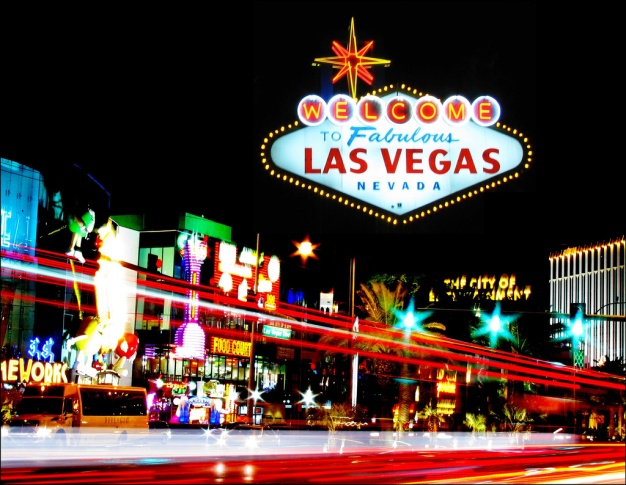 WELCOME
TO Fabulous
LAS VEGAS
NEVADA
THE CITY OF
FOOD COURT